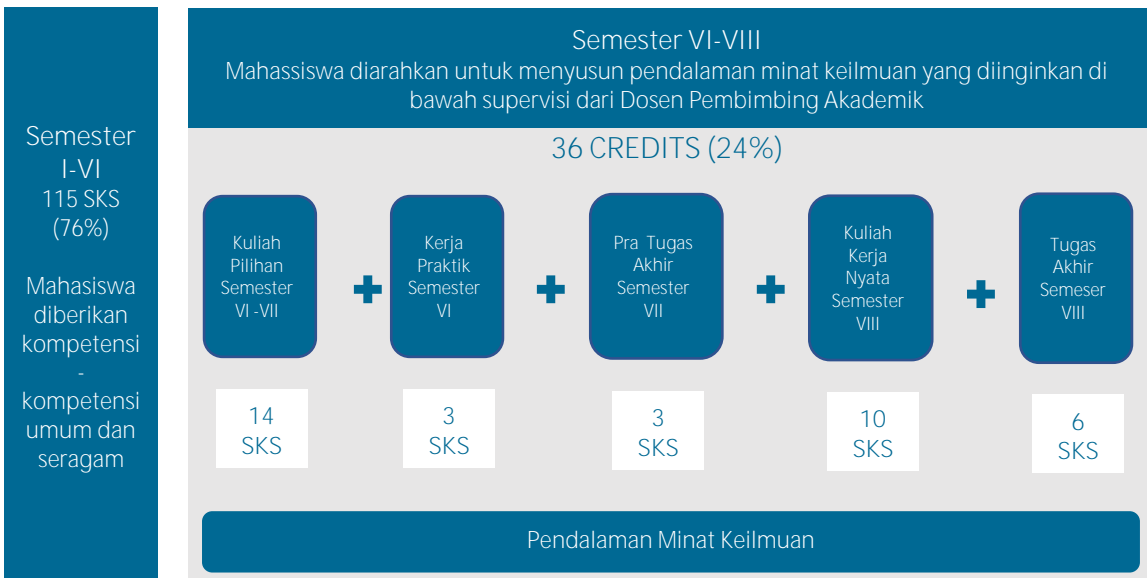 Semester
I-VI
115 SKS
(76%)
Mahasiswa
diberikan
kompetensi
-
kompetensi
umum dan
seragam
Semester VI-VIII
Mahassiswa diarahkan untuk menyusun pendalaman minat keilmuan yang diinginkan di
bawah supervisi dari Dosen Pembimbing Akademik
36 CREDITS (24%)
Kuliah
Pilihan
Semester
VI -VII
+
Kerja
Praktik
Semester
VI
+
Pra Tugas
Akhir
Semester
VII
+
Kuliah
Kerja
Nyata
Semester
VIII
+
Tugas
Akhir
Semeser
VIII
14
SKS
3
SKS
3
SKS
10
SKS
6
SKS
Pendalaman Minat Keilmuan